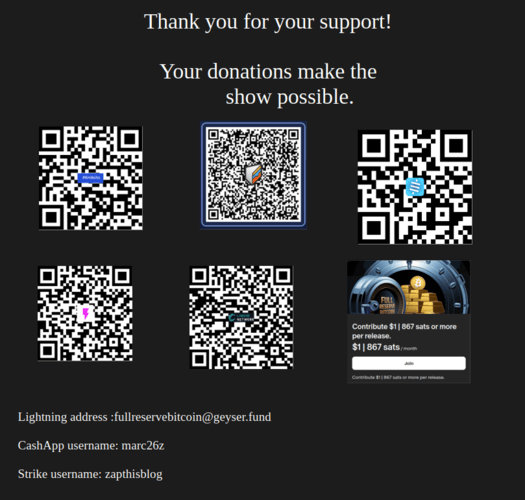 Thank you for your support!
Your donations make the
show possible.
FULL
RESERVE
Contribute $1 | 867 sats or more
per release.
$1 | 867 sats / month
Join
Contribute $1 | 867 sats or more per release.
Lightning address :fullreservebitcoin@geyser.fund
CashApp username: marc26z
Strike username: zapthisblog